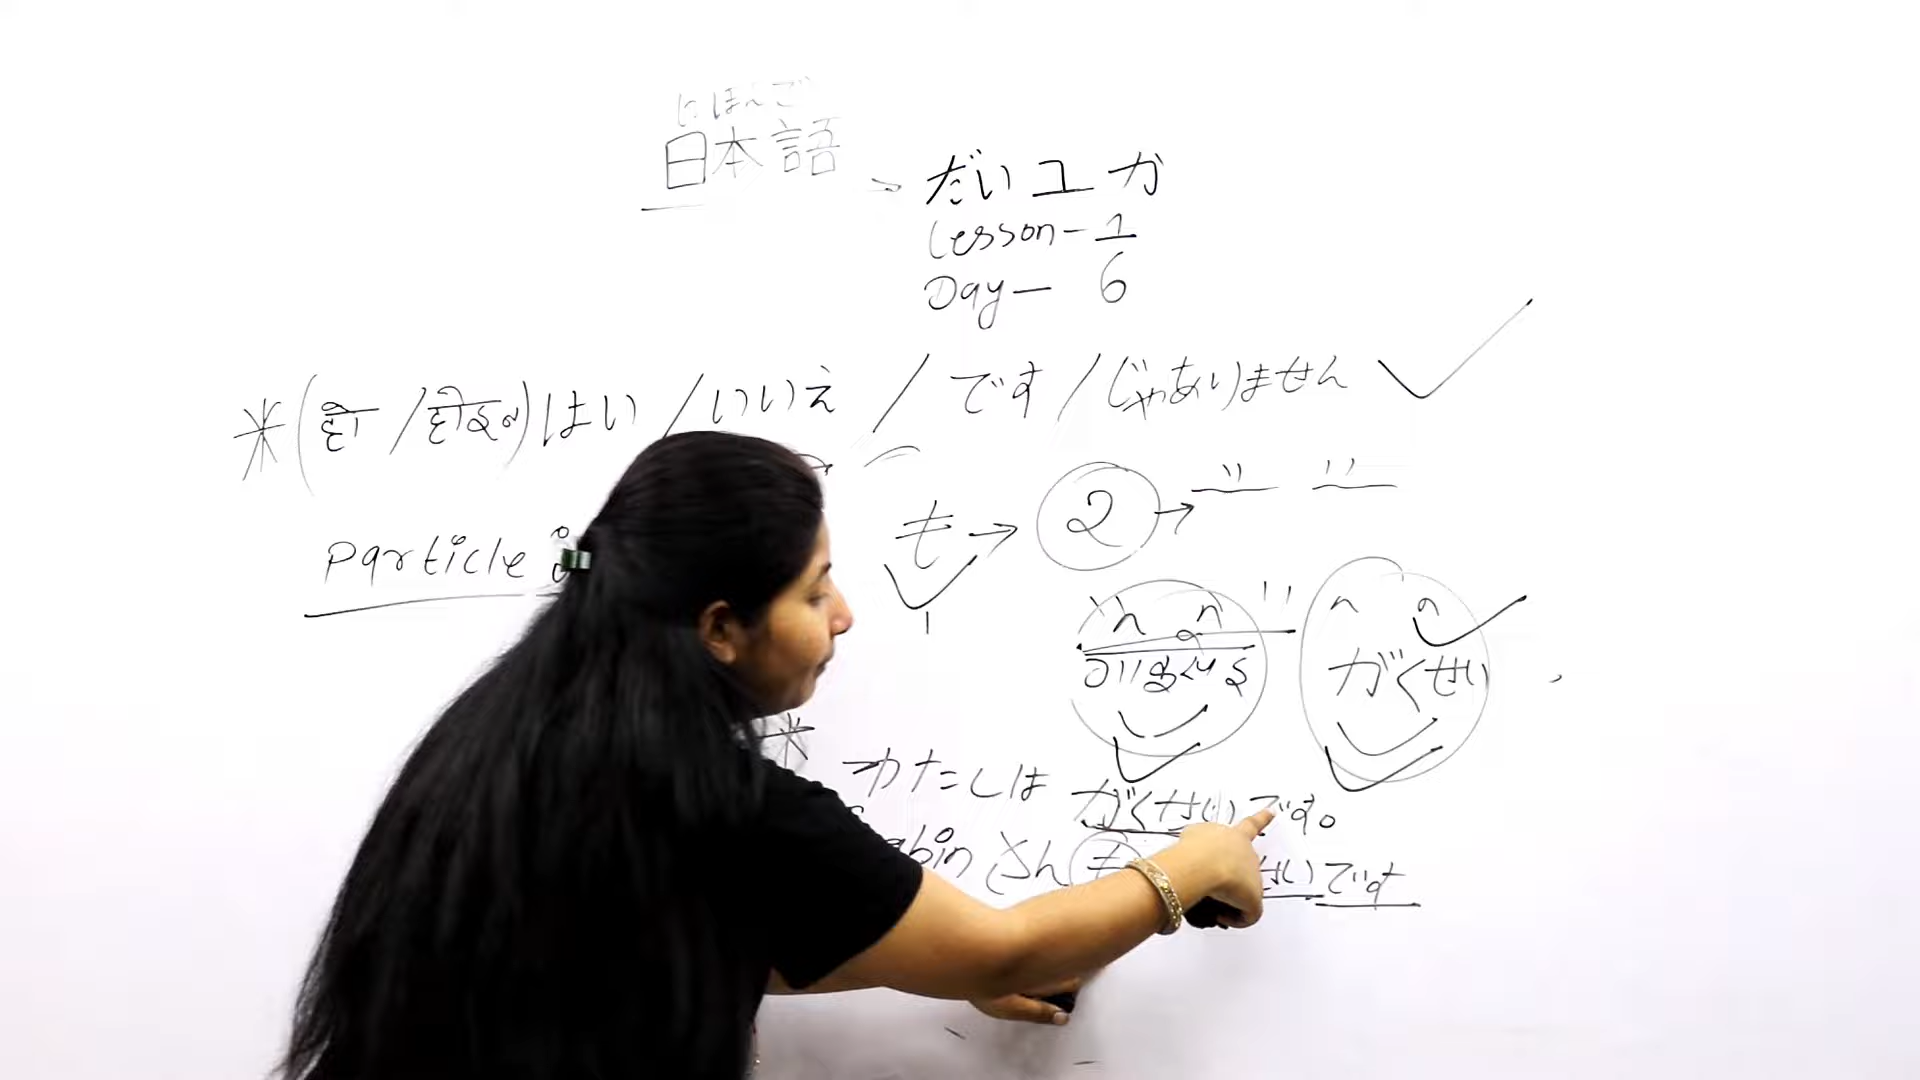 にほんご
日本語
だい 1 か
Lesson - 1
Day - 6
* (हो / होइन) はい / いいえ / です / じゃありません
Particle : も → 2 → " "
がくせい
* わたしは がくせいです。
さん も せいです